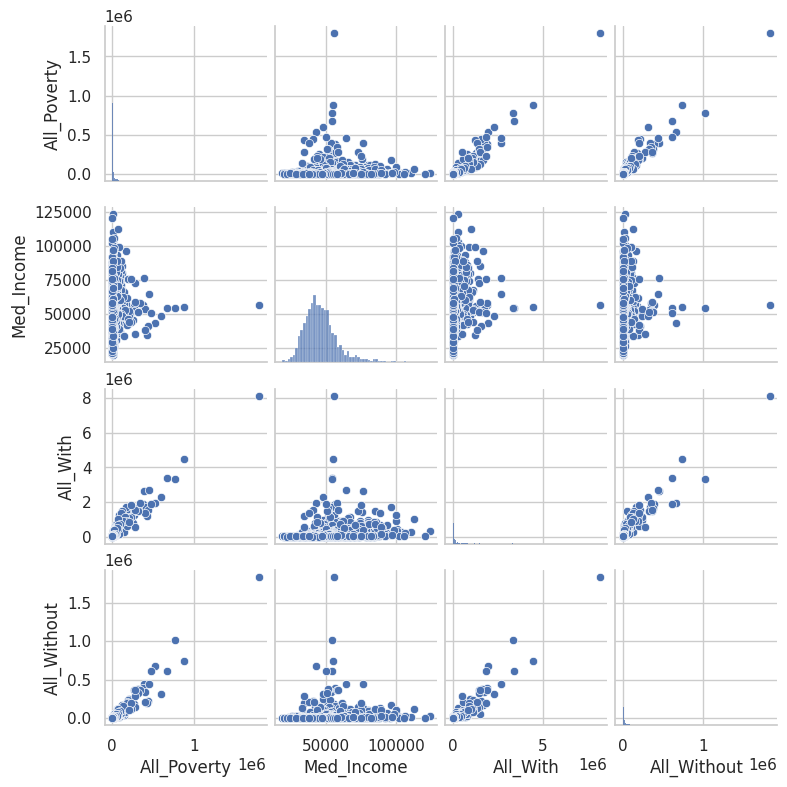 1e6
1.5
1.0
0.5
0.0
All_Poverty
125000
100000
75000
50000
25000
Med_Income
1e6
8
6
4
2
0
All_With
1e6
1.5
1.0
0.5
0.0
All_Without
0 1 50000 100000 0 5 0 1
1e6 1e6 1e6
All_Poverty Med_Income All_With All_Without